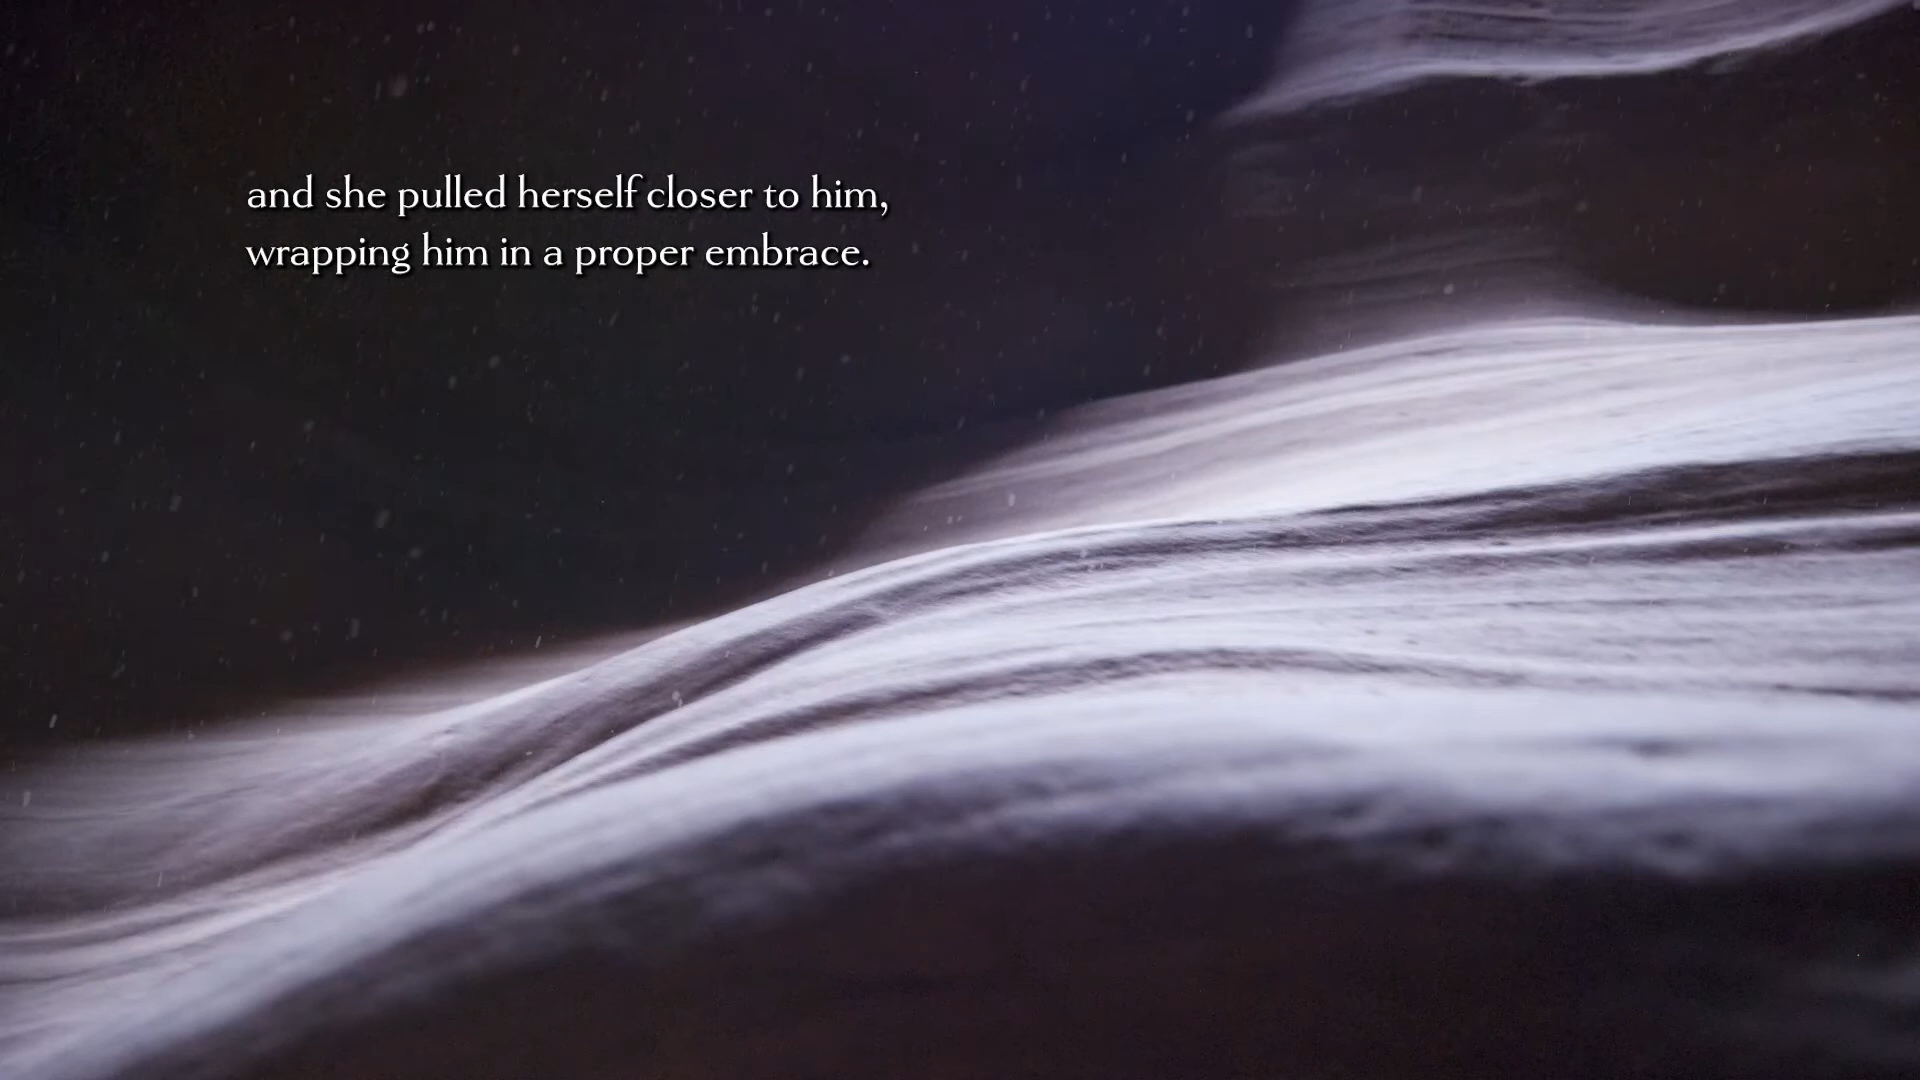 and she pulled herself closer to him,
wrapping him in a proper embrace.